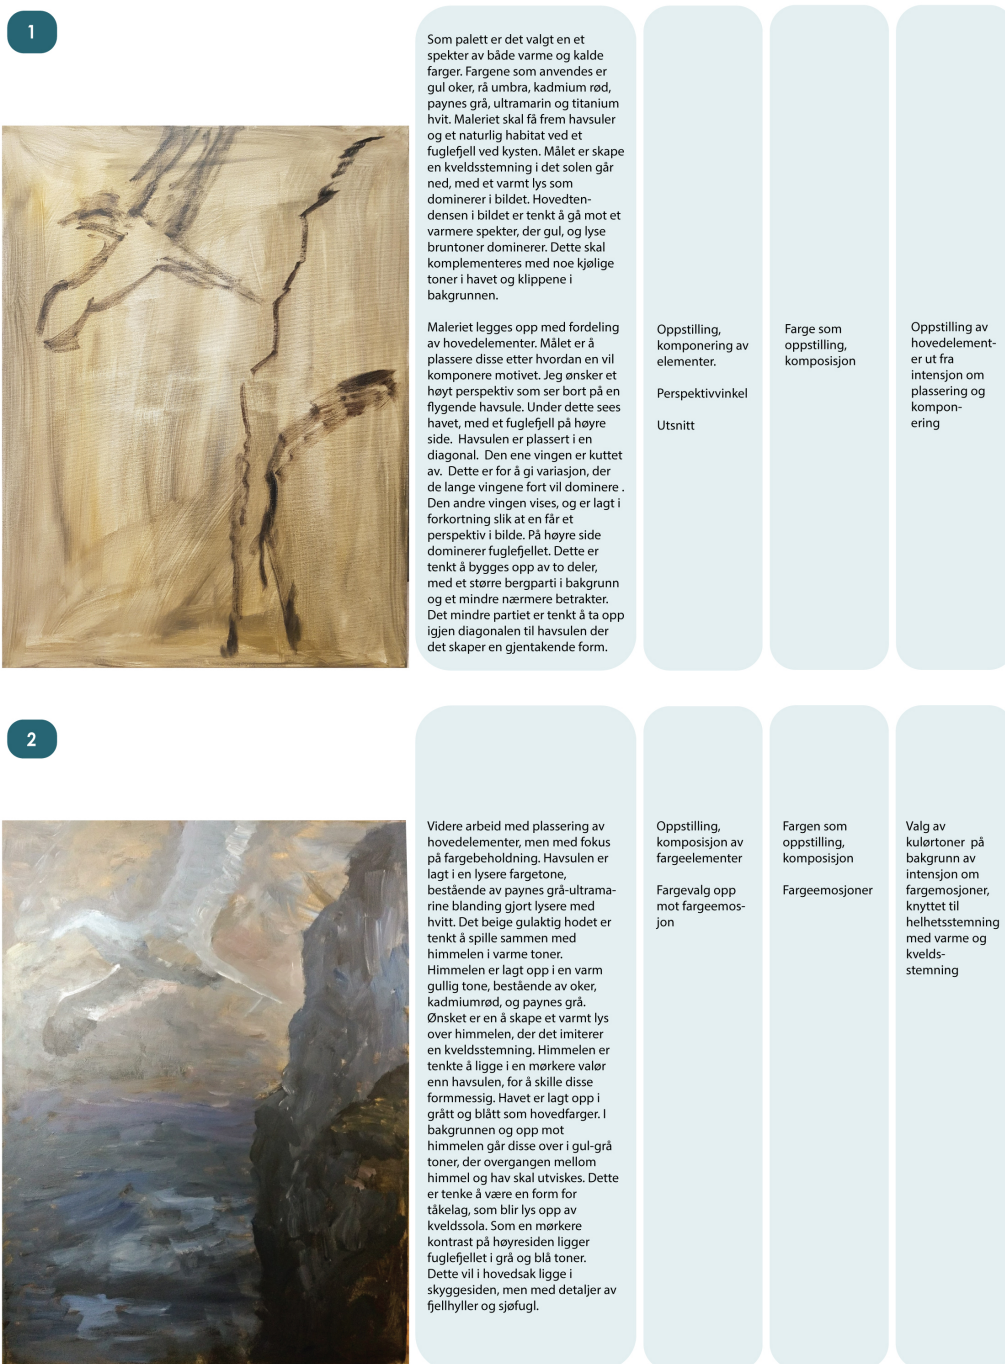 1
Som palett er det valgt en et
spekter av både varme og kalde
farger. Fargene som anvendes er
gul oker, rå umbra, kadmium rød,
paynes grå, ultramarin og titanium
hvit. Maleriet skal få frem havsuler
og et naturlig habitat ved et
fuglefjell ved kysten. Målet er skape
en kveldsstemning i det solen går
ned, med et varmt lys som
dominerer i bildet. Hovedten-
densen i bildet er tenkt å gå mot et
varmere spekter, der gul, og lyse
bruntoner dominerer. Dette skal
komplementeres med noe kjølige
toner i havet og klippene i
bakgrunnen.
Maleriet legges opp med fordeling
av hovedelementer. Målet er å
plassere disse etter hvordan en vil
komponere motivet. Jeg ønsker et
høyt perspektiv som ser bort på en
flygende havsule. Under dette sees
havet, med et fuglefjell på høyre
side.  Havsulen er plassert i en
diagonal.  Den ene vingen er kuttet
av.  Dette er for å gi variasjon, der
de lange vingene fort vil dominere .
Den andre vingen vises, og er lagt i
forkortning slik at en får et
perspektiv i bilde. På høyre side
dominerer fuglefjellet. Dette er
tenkt å bygges opp av to deler,
med et større bergparti i bakgrunn
og et mindre nærmere betrakter.
Det mindre partiet er tenkt å ta opp
igjen diagonalen til havsulen der
det skaper en gjentakende form.
Oppstilling,
komponering av
elementer.
Perspektivvinkel
Utsnitt
Farge som
oppstilling,
komposisjon
Oppstilling av
hovedelement-
er ut fra
intensjon om
plassering og
kompon-
ering
2
Videre arbeid med plassering av
hovedelementer, men med fokus
på fargebeholdning. Havsulen er
lagt i en lysere fargetone,
bestående av paynes grå-ultrama-
rine blanding gjort lysere med
hvitt. Det beige gulaktig hodet er
tenkt å spille sammen med
himmelen i varme toner.
Himmelen er lagt opp i en varm
gullig tone, bestående av oker,
kadmiumrød, og paynes grå.
Ønsket er en å skape et varmt lys
over himmelen, der det imiterer
en kveldsstemning. Himmelen er
tenkte å ligge i en mørkere valør
enn havsulen, for å skille disse
formmessig. Havet er lagt opp i
grått og blått som hovedfarger. I
bakgrunnen og opp mot
himmelen går disse over i gul-grå
toner, der overgangen mellom
himmel og hav skal utviskes. Dette
er tenke å være en form for
tåkelag, som blir lys opp av
kveldssola. Som en mørkere
kontrast på høyresiden ligger
fuglefjellet i grå og blå toner.
Dette vil i hovedsak ligge i
skyggesiden, men med detaljer av
fjellhyller og sjøfugl.
Oppstilling,
komposisjon av
fargeelementer
Fargevalg opp
mot fargeemos-
jon
Fargen som
oppstilling,
komposisjon
Fargeemosjoner
Valg av
kulørtoner  på
bakgrunn av
intensjon om
fargemosjoner,
knyttet til
helhetsstemning
med varme og
kvelds-
stemning